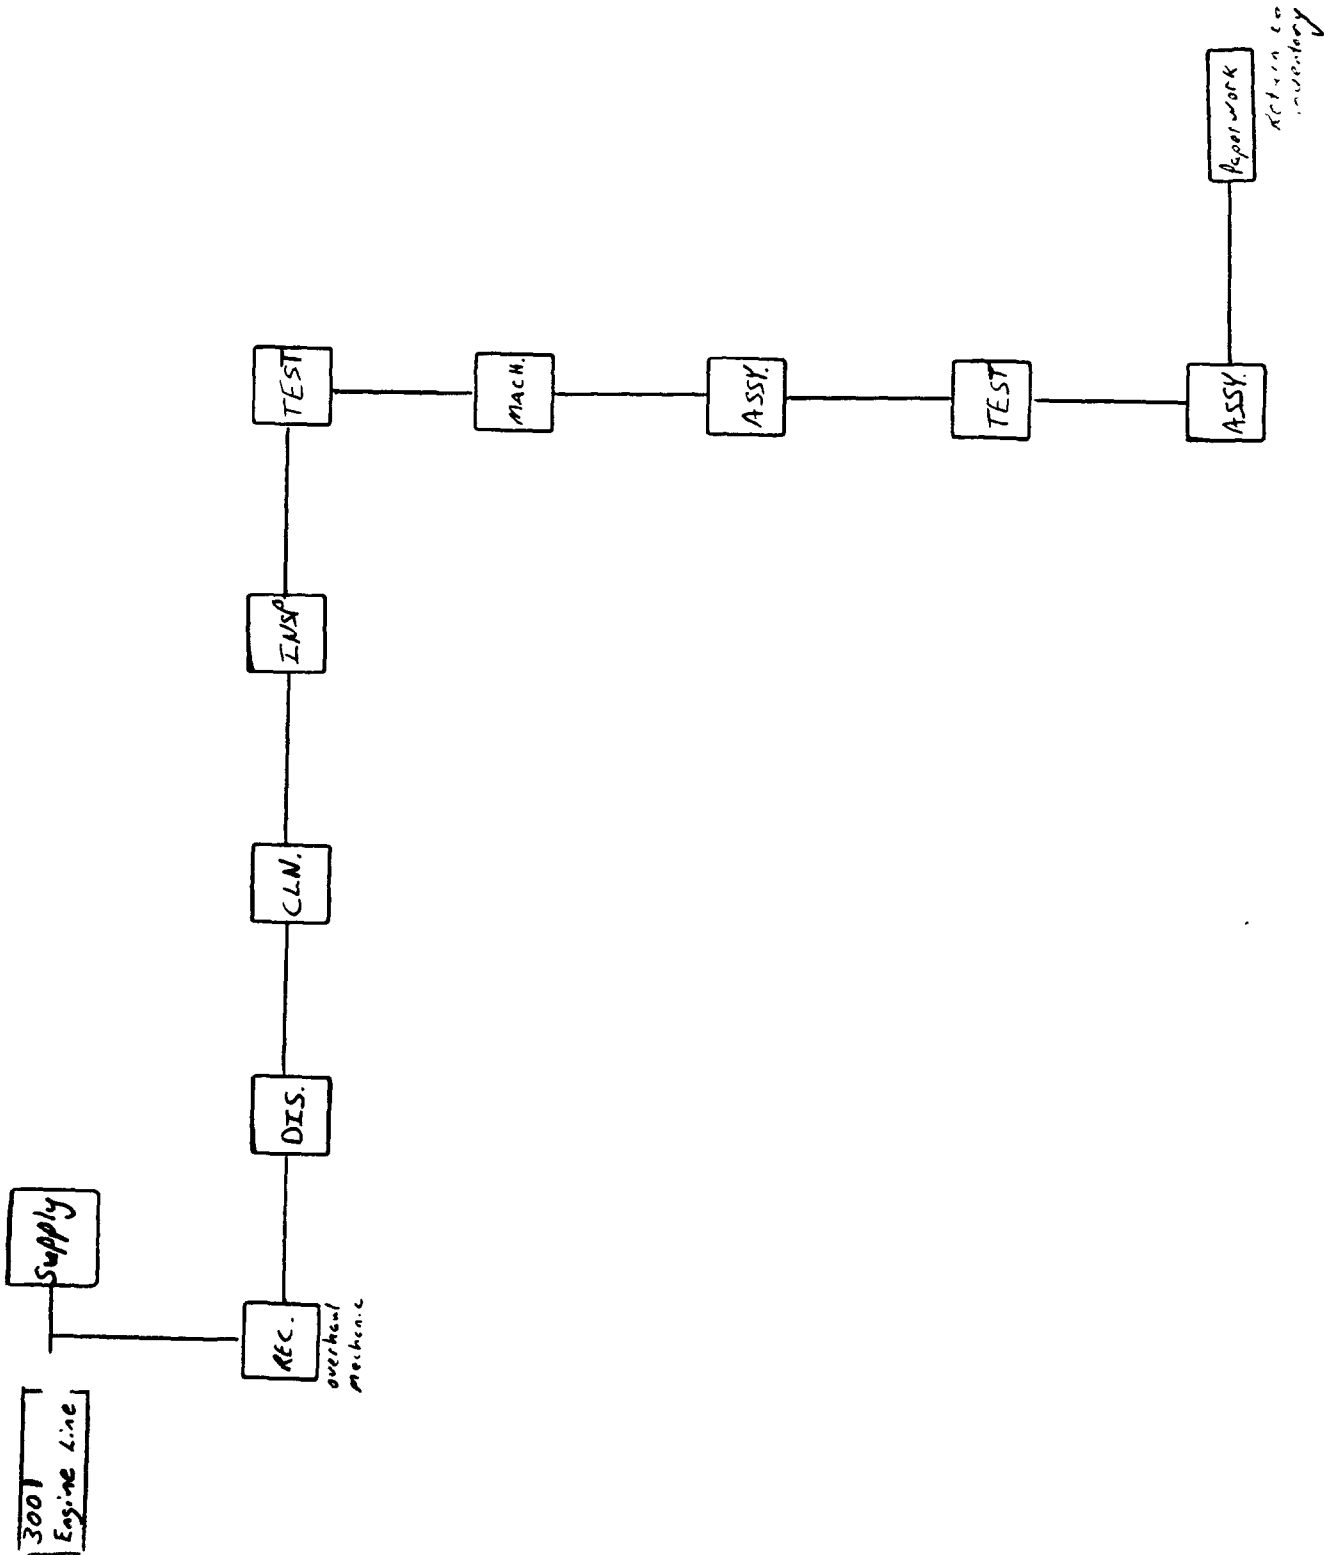 3001
Engine Line
Supply
REC.
overhaul
Mechanic
DIS.
CLN.
INSP
TEST
MACH.
ASSY.
TEST
ASSY.
Paperwork
Return to
inventory